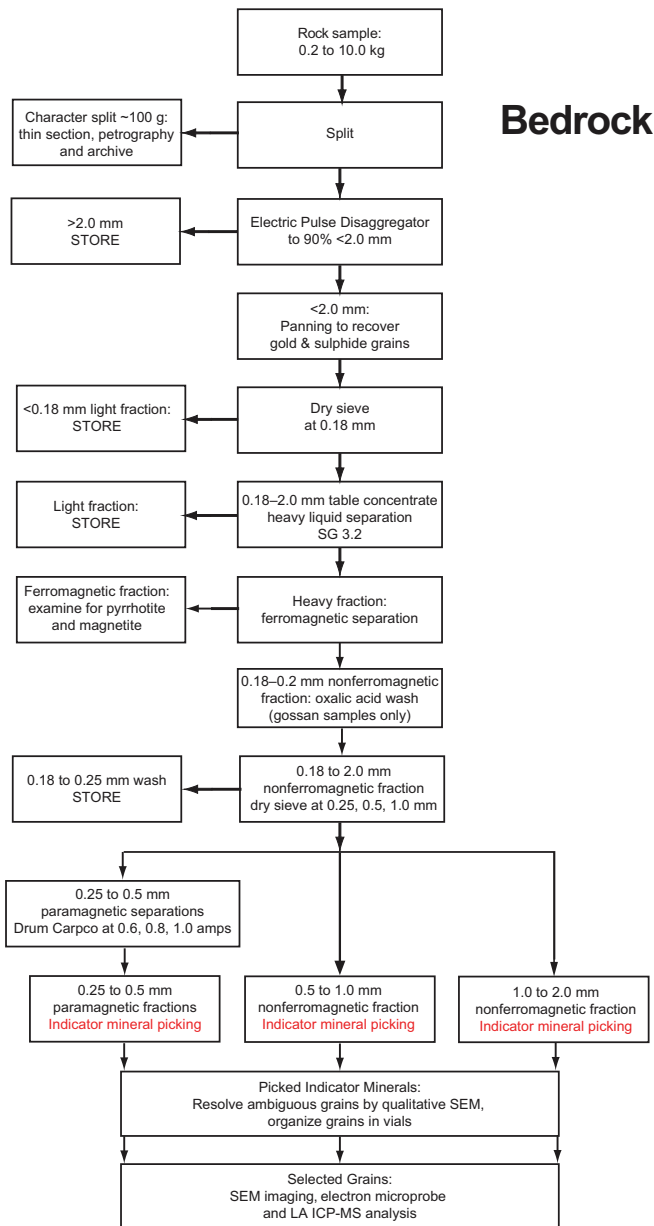 Rock sample:
0.2 to 10.0 kg
Bedrock
Character split ~100 g:
thin section, petrography
and archive
Split
>2.0 mm
STORE
Electric Pulse Disaggregator
to 90% <2.0 mm
<2.0 mm:
Panning to recover
gold & sulphide grains
<0.18 mm light fraction:
STORE
Dry sieve
at 0.18 mm
Light fraction:
STORE
0.18–2.0 mm table concentrate
heavy liquid separation
SG 3.2
Ferromagnetic fraction:
examine for pyrrhotite
and magnetite
Heavy fraction:
ferromagnetic separation
0.18–0.2 mm nonferromagnetic
fraction: oxalic acid wash
(gossan samples only)
0.18 to 0.25 mm wash
STORE
0.18 to 2.0 mm
nonferromagnetic fraction
dry sieve at 0.25, 0.5, 1.0 mm
0.25 to 0.5 mm
paramagnetic separations
Drum Carpco at 0.6, 0.8, 1.0 amps
0.25 to 0.5 mm
paramagnetic fractions
Indicator mineral picking
0.5 to 1.0 mm
nonferromagnetic fraction
Indicator mineral picking
1.0 to 2.0 mm
nonferromagnetic fraction
Indicator mineral picking
Picked Indicator Minerals:
Resolve ambiguous grains by qualitative SEM,
organize grains in vials
Selected Grains:
SEM imaging, electron microprobe
and LA ICP-MS analysis